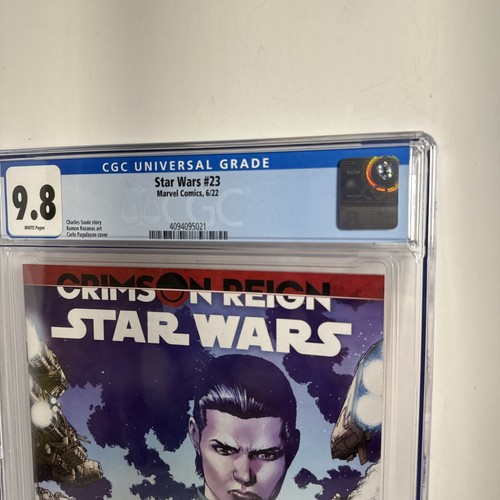 CGC UNIVERSAL GRADE
9.8
WHITE Pages
Star Wars #23
Marvel Comics, 6/22
Charles Soule story
Ramon Rosanas art
Carlo Pagulayan cover
CGC
4094095021
CRIMSON REIGN
STAR WARS